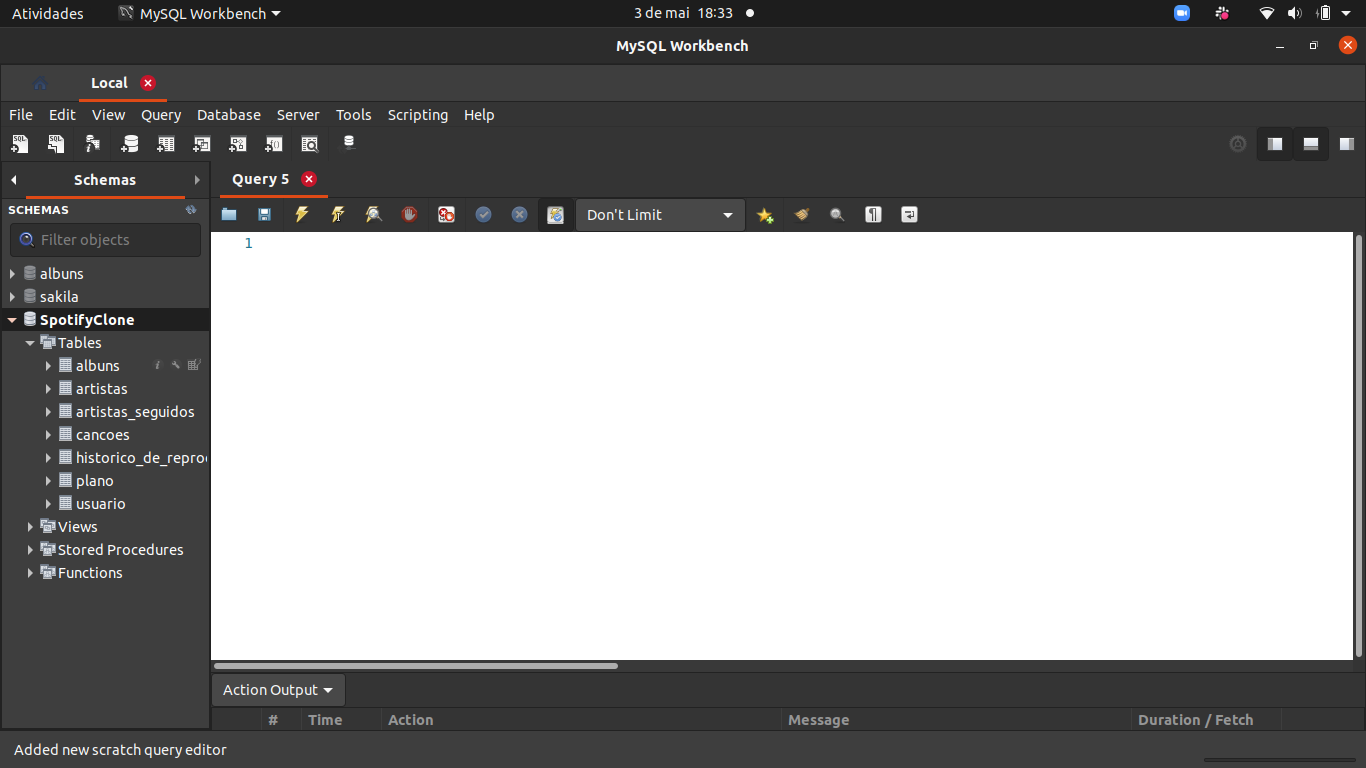 Atividades MySQL Workbench 3 de mai 18:33
MySQL Workbench
Local
File Edit View Query Database Server Tools Scripting Help
Schemas
Query 5
SCHEMAS
Don't Limit
Filter objects
1
albuns
sakila
SpotifyClone
Tables
albuns
artistas
artistas_seguidos
cancoes
historico_de_repro
plano
usuario
Views
Stored Procedures
Functions
Action Output
# Time Action Message Duration / Fetch
Added new scratch query editor